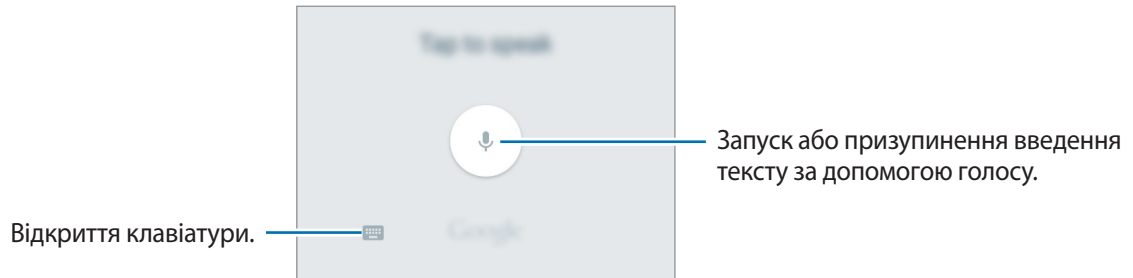 Tap to speak
Запуск або призупинення введення
тексту за допомогою голосу.
Відкриття клавіатури.
Google